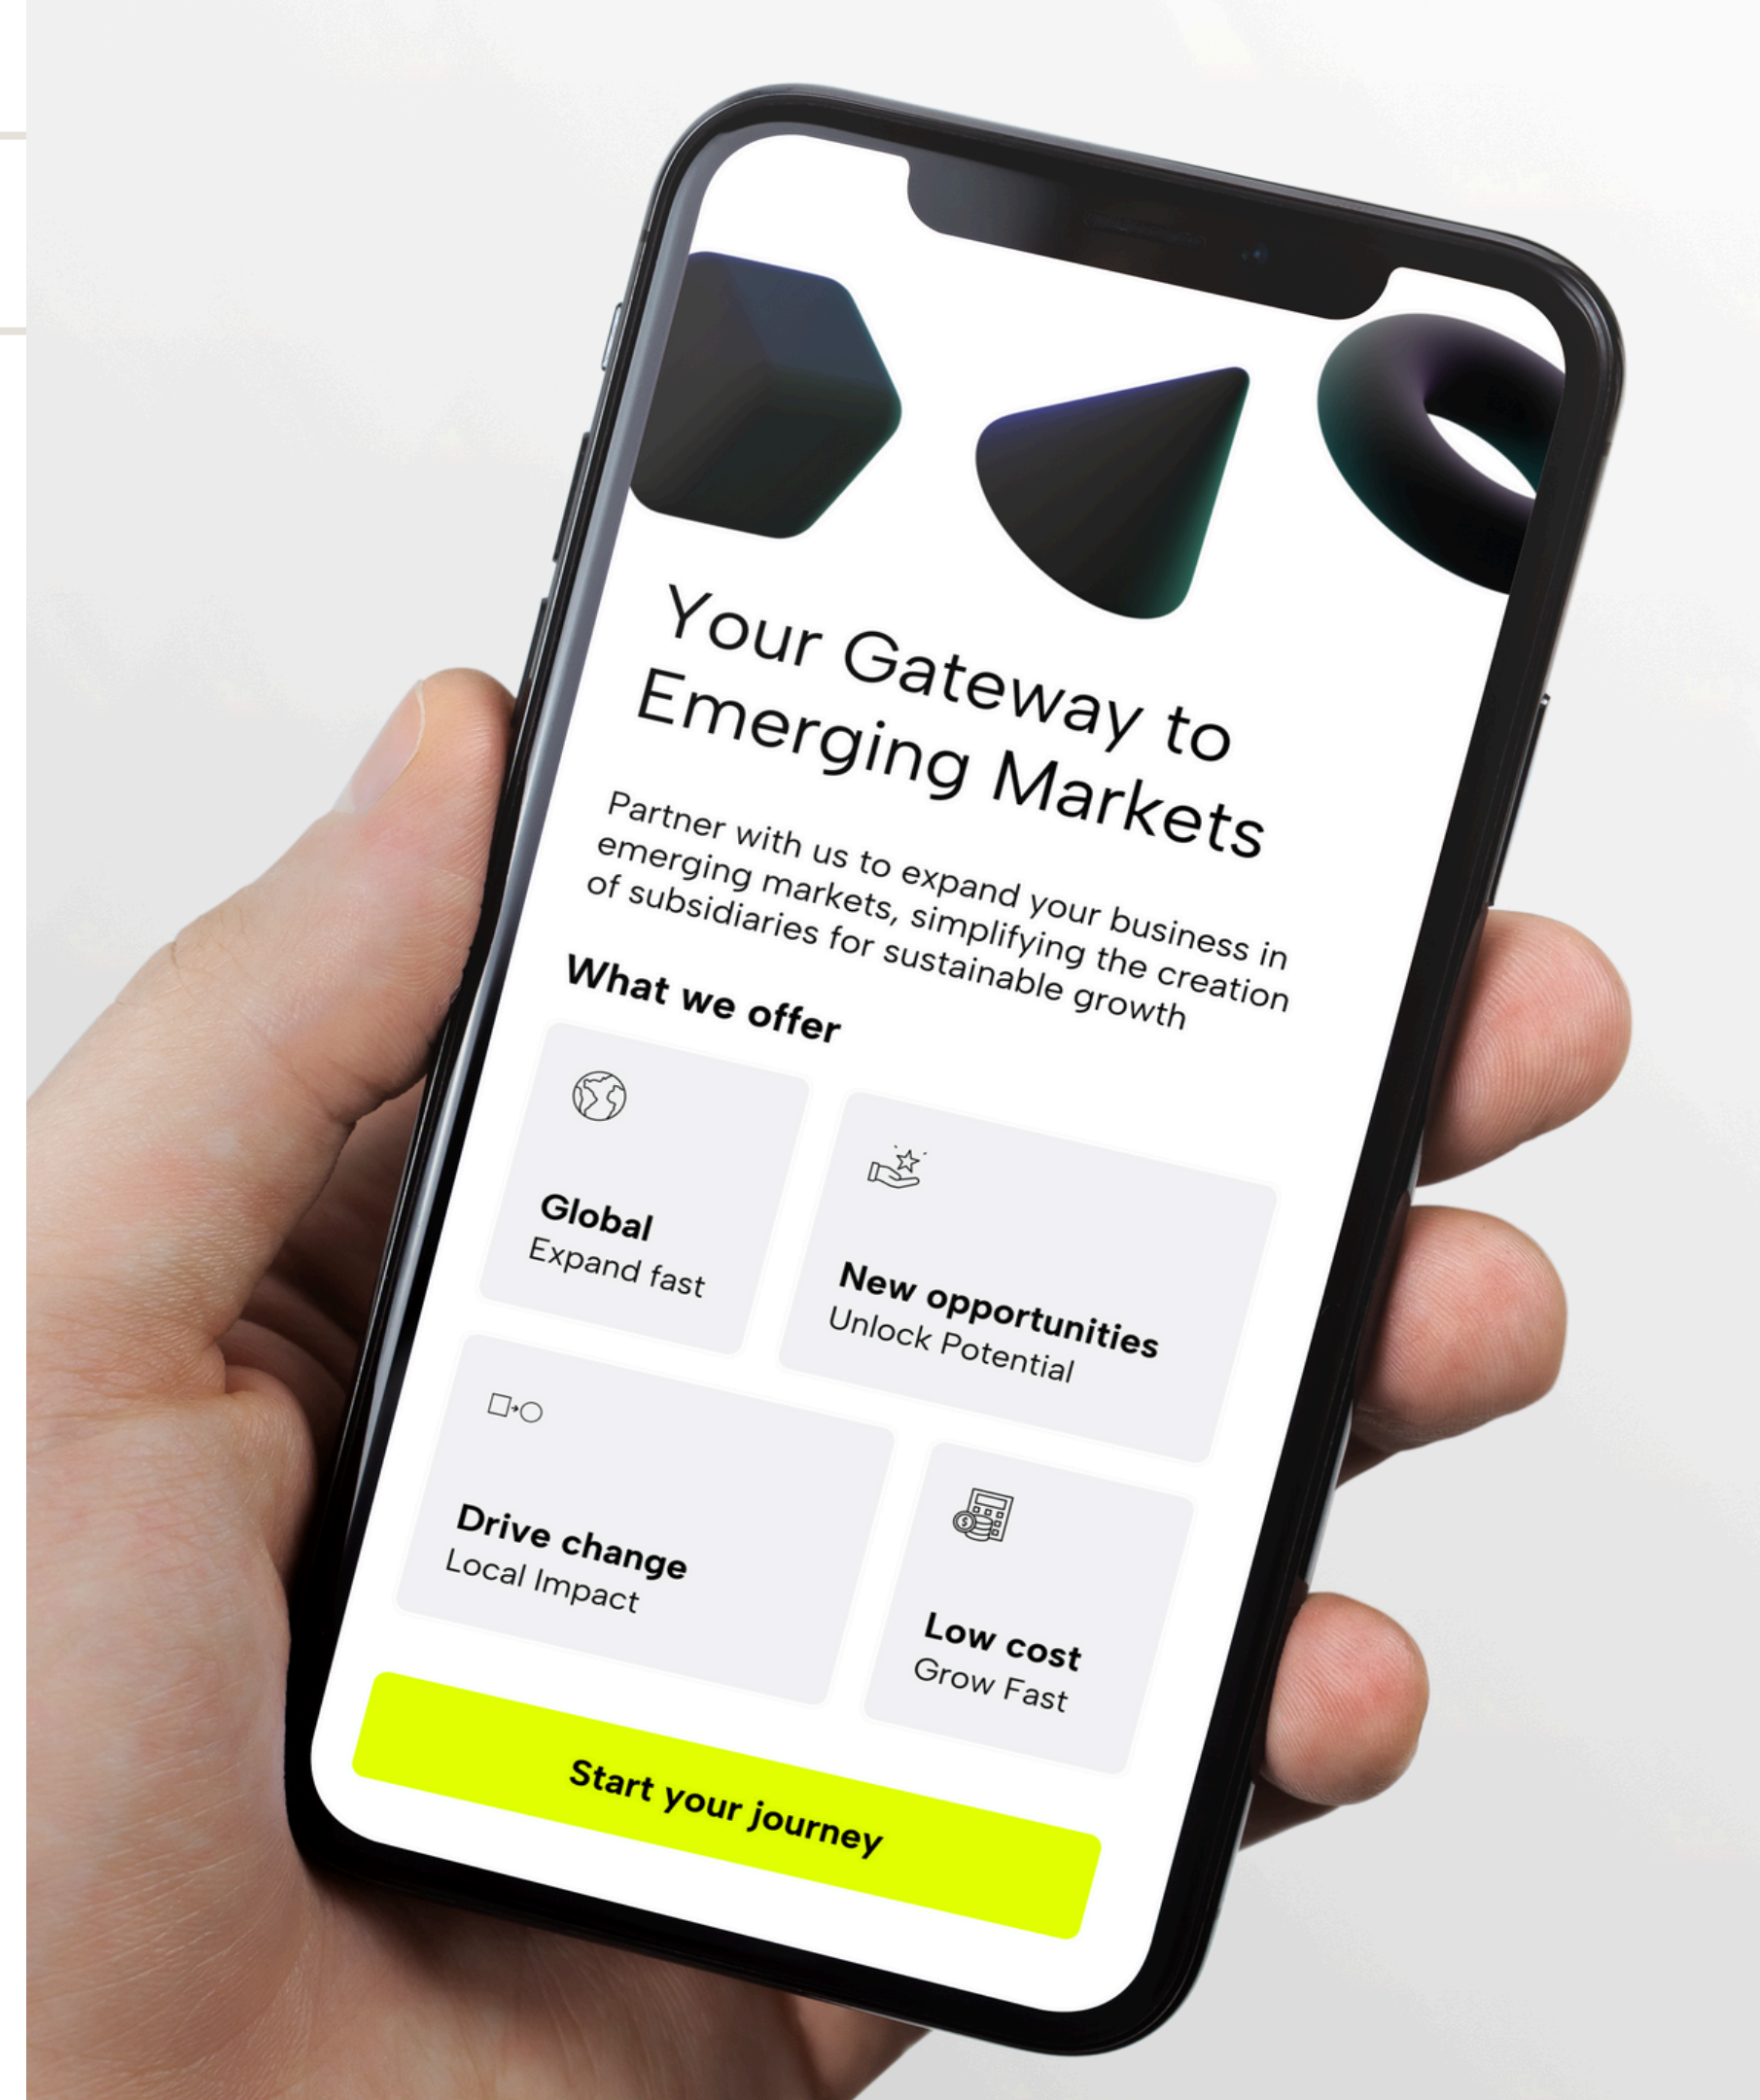 Your Gateway to
Emerging Markets
Partner with us to expand your business in
emerging markets, simplifying the creation
of subsidiaries for sustainable growth
What we offer
Global
Expand fast
New opportunities
Unlock Potential
Drive change
Local Impact
Low cost
Grow Fast
Start your journey